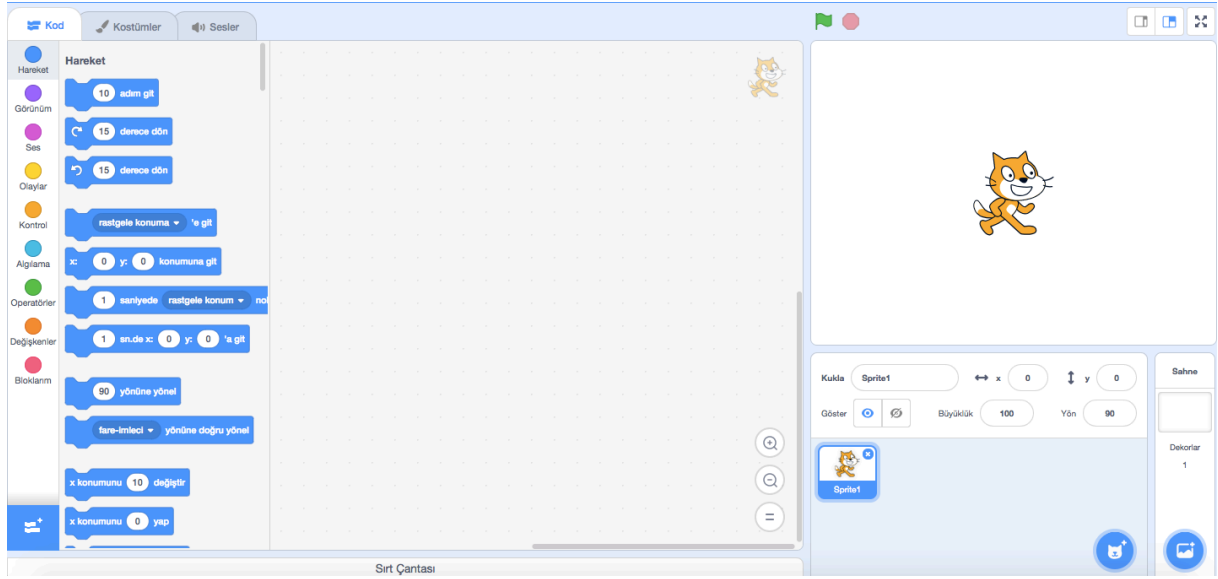 Kod
Kostümler
Sesler
Hareket
Görünüm
Ses
Olaylar
Kontrol
Algılama
Operatörler
Değişkenler
Bloklarım
Hareket
10 adım git
15 derece dön
15 derece dön
rastgele konuma 'e git
x: 0 y: 0 konumuna git
1 saniyede rastgele konum
1 sn.de x: 0 y: 0 'a git
90 yönüne yönel
fare-imleci yönüne doğru yönel
x konumunu 10 değiştir
x konumunu 0 yap
Sırt Çantası
Kukla Sprite1 x 0 y 0
Göster Büyüklük 100 Yön 90
Sprite1
Sahne
Dekorlar
1